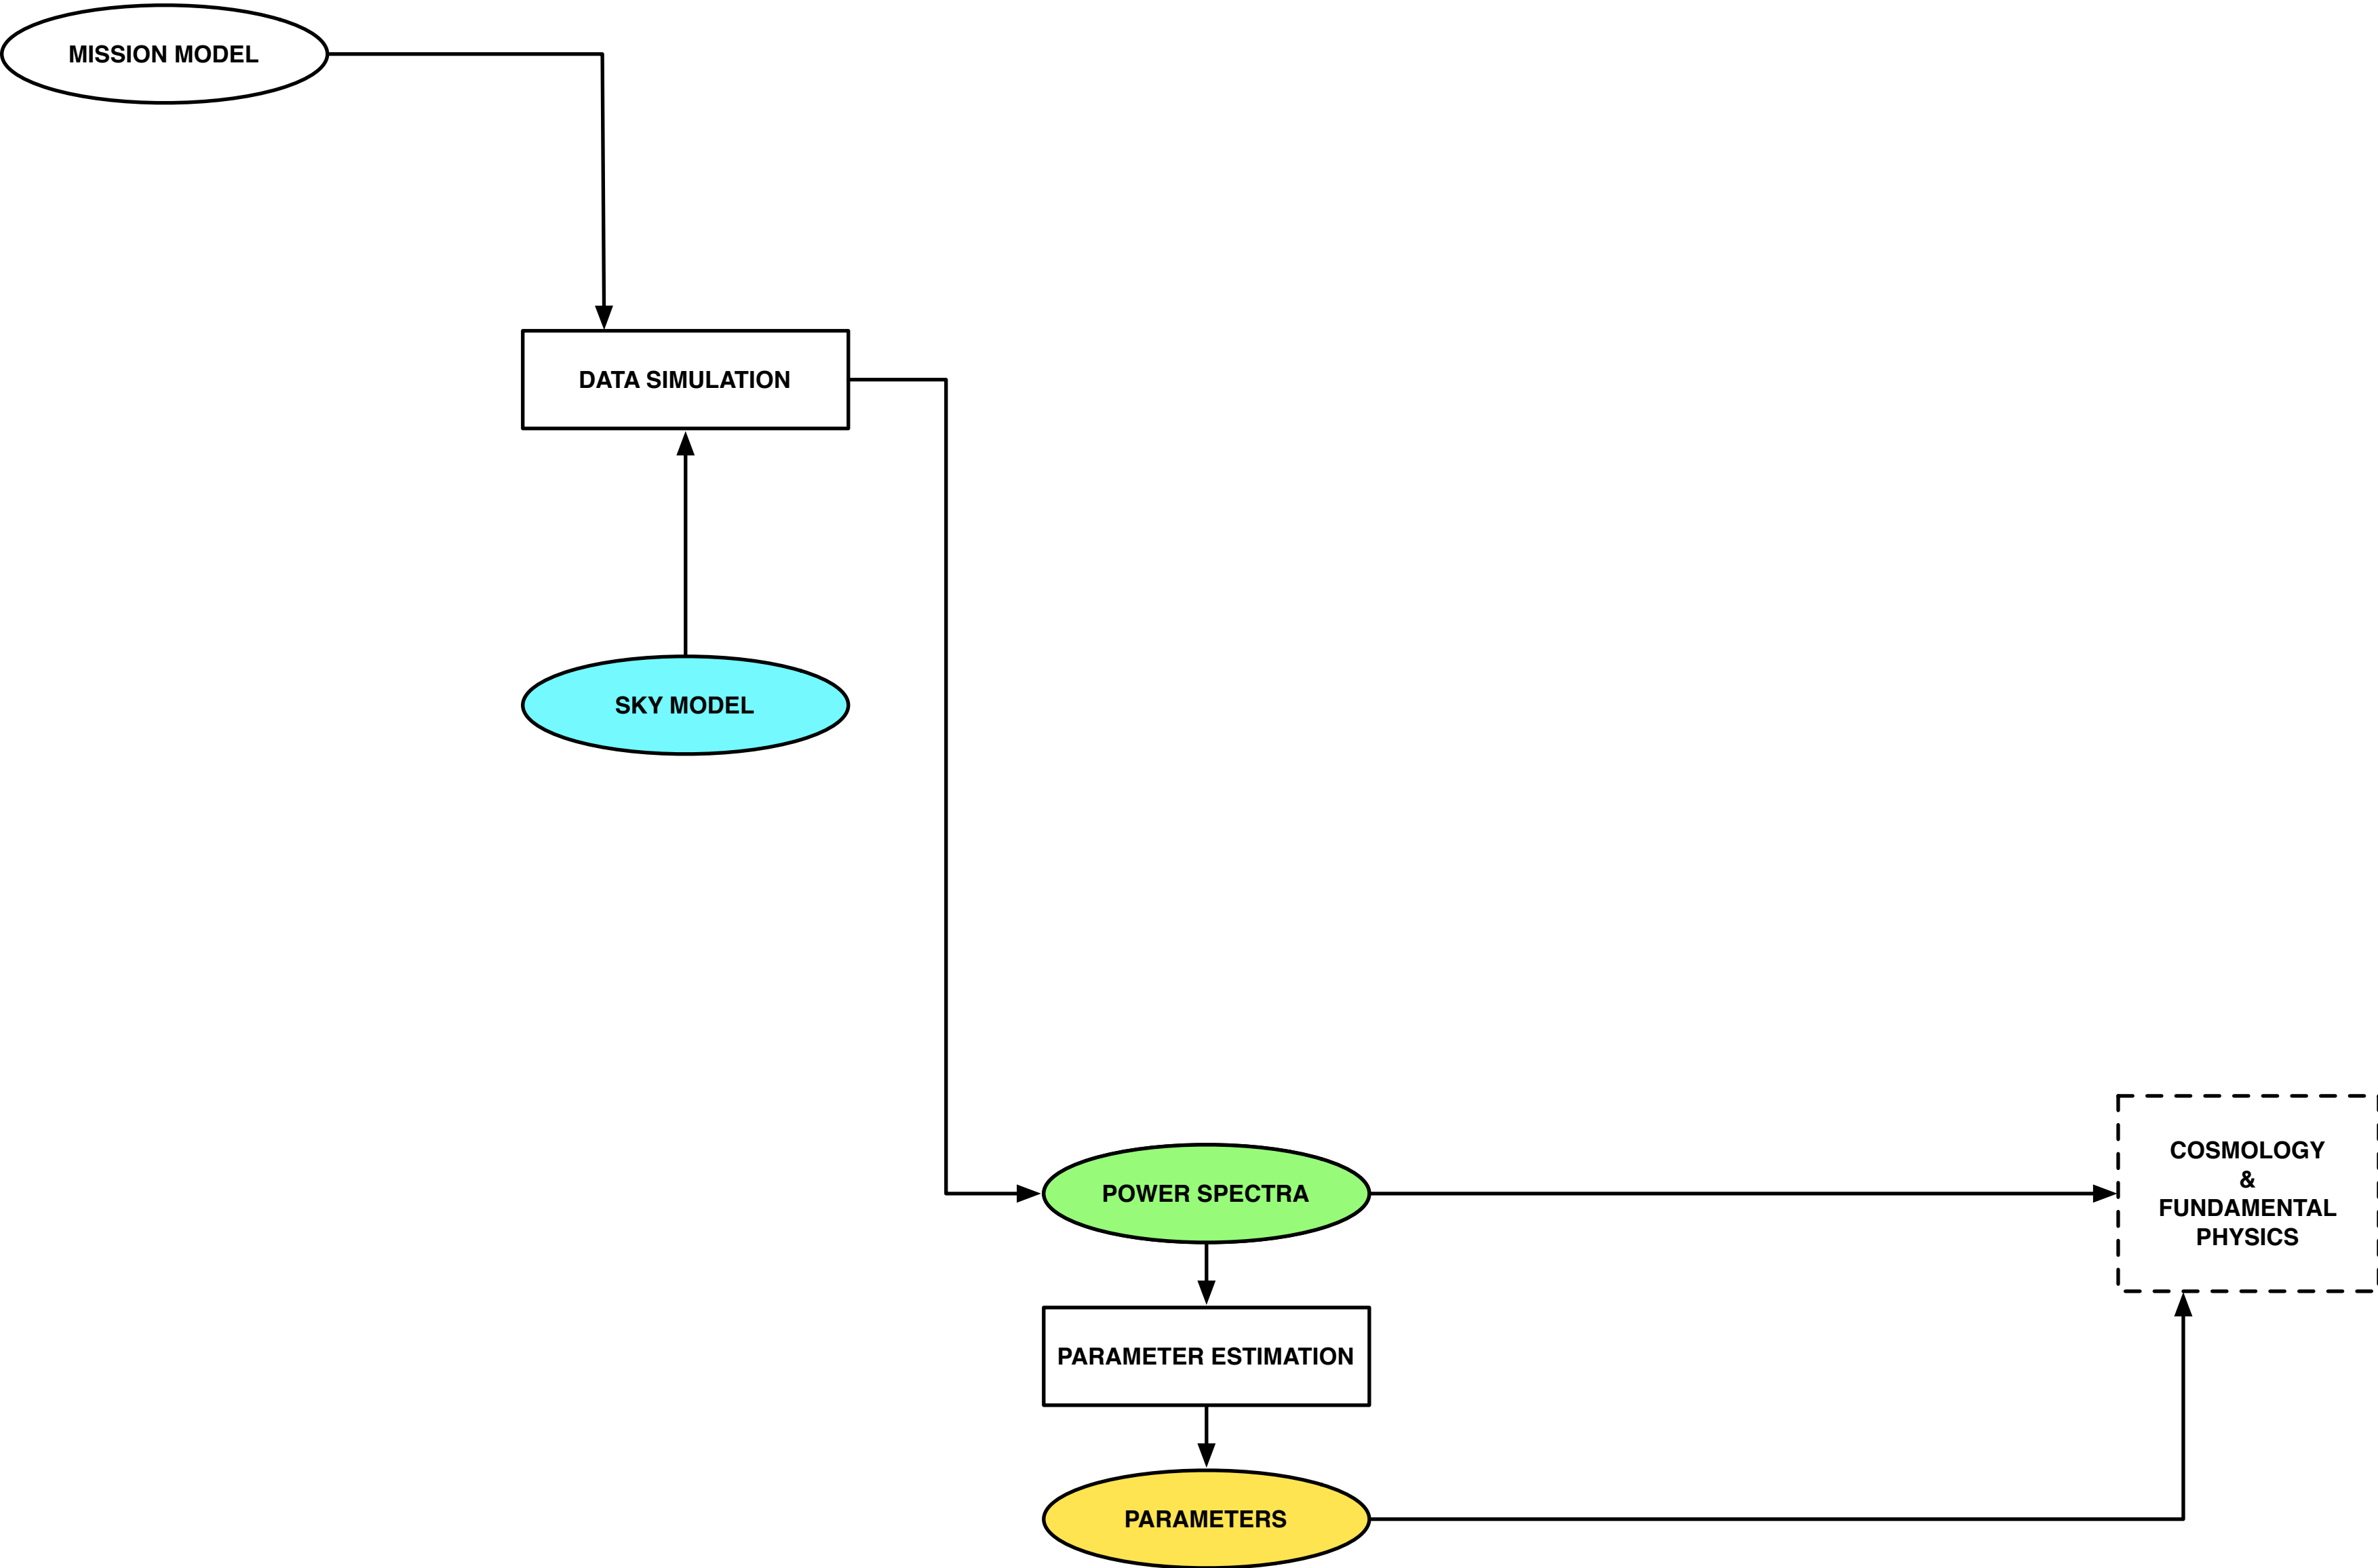 MISSION MODEL
DATA SIMULATION
SKY MODEL
POWER SPECTRA
COSMOLOGY
&
FUNDAMENTAL
PHYSICS
PARAMETER ESTIMATION
PARAMETERS